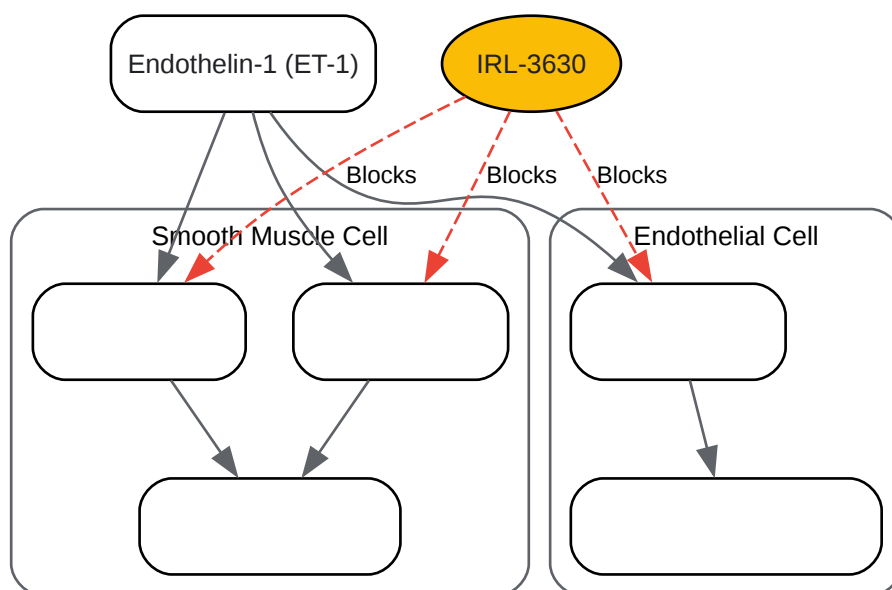 Endothelin-1 (ET-1)
IRL-3630
Blocks
Blocks
Blocks
Smooth Muscle Cell
Endothelial Cell